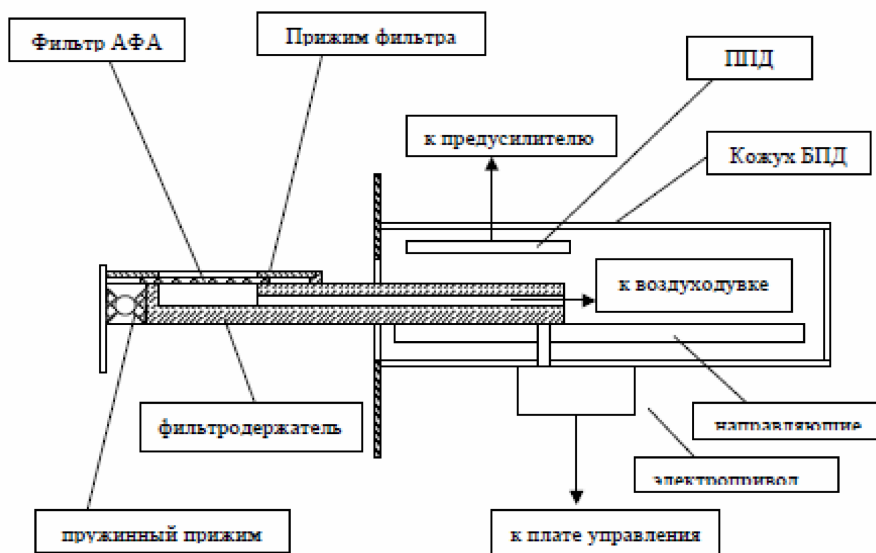 Фильтр АФА
Прижим фильтра
ППД
к предусилителю
Кожух БПД
к воздуходувке
фильтродержатель
направляющие
электропривод
пружинный прижим
к плате управления